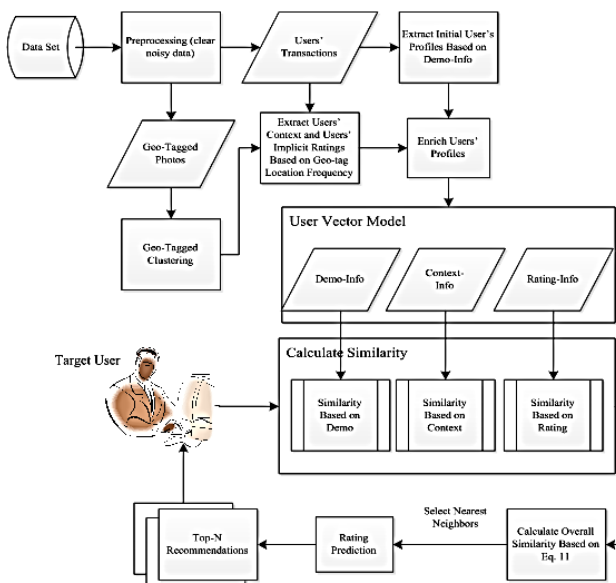 Data Set
Preprocessing (clear
noisy data)
Users'
Transactions
Extract Initial User's
Profiles Based on
Demo-Info
Geo-Tagged
Photos
Extract Users'
Context and Users'
Implicit Ratings
Based on Geo-tag
Location Frequency
Enrich Users'
Profiles
Geo-Tagged
Clustering
User Vector Model
Demo-Info
Context-
Info
Rating-Info
Calculate Similarity
Target User
Similarity
Based on
Demo
Similarity
Based on
Context
Similarity
Based on
Rating
Top-N
Recommendations
Rating
Prediction
Select Nearest
Neighbors
Calculate Overall
Similarity Based on
Eq. 11